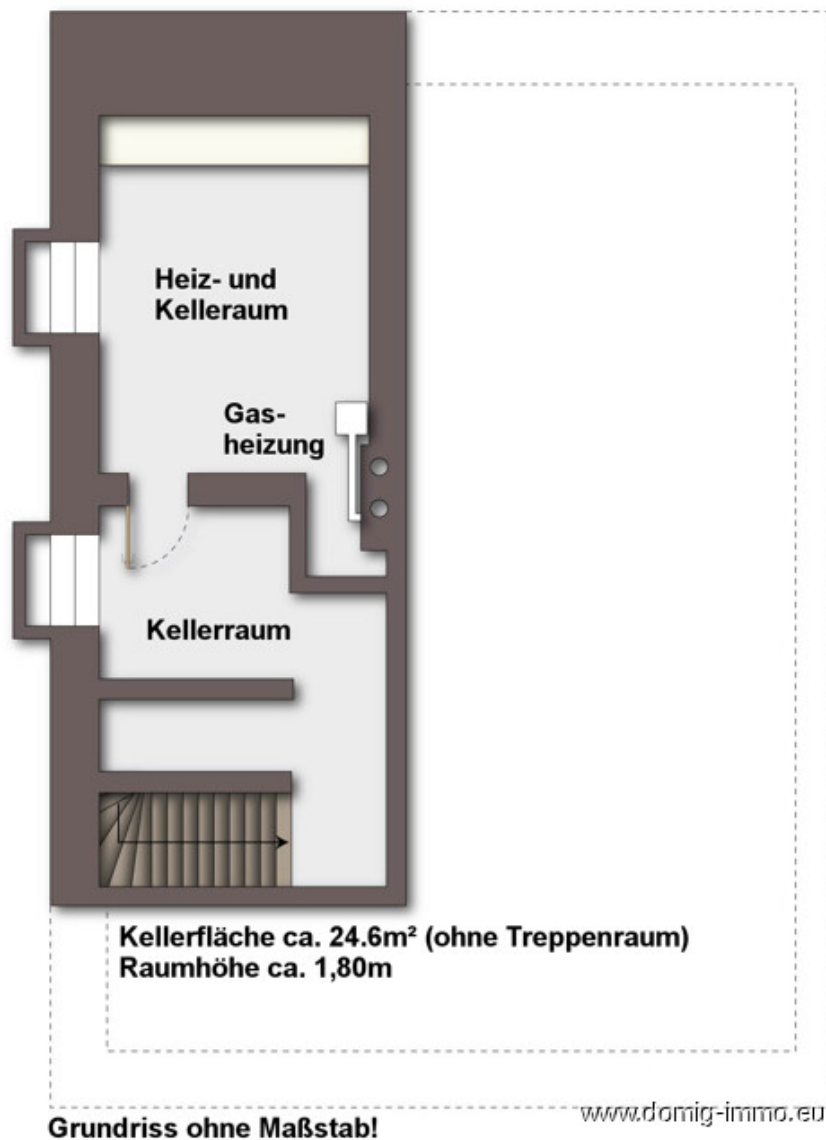 Heiz- und
Kelleraum
Gas-
heizung
Kellerraum
Kellerfläche ca. 24.6m² (ohne Treppenraum)
Raumhöhe ca. 1,80m
www.domig-immo.eu
Grundriss ohne Maßstab!